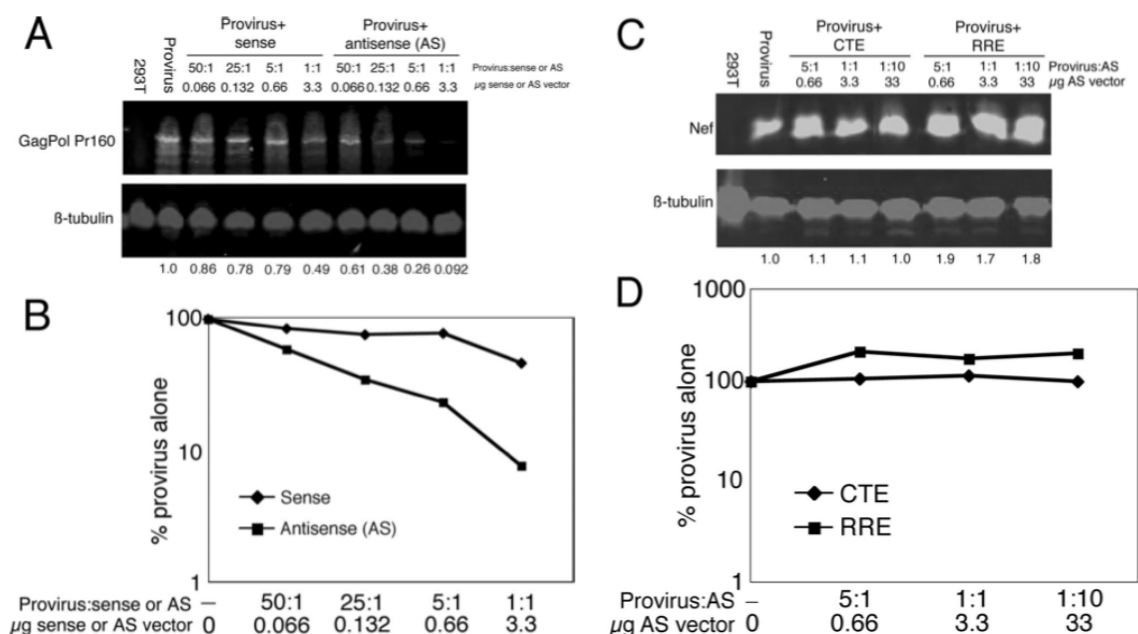 A
293T
Provirus
Provirus+
sense
Provirus+
antisense (AS)
50:1 25:1 5:1 1:1 50:1 25:1 5:1 1:1 Provirus:sense or AS
0.066 0.132 0.66 3.3 0.066 0.132 0.66 3.3 µg sense or AS vector
GagPol Pr160
ß-tubulin
1.0 0.86 0.78 0.79 0.49 0.61 0.38 0.26 0.092
B
% provirus alone
100
10
1
Sense
Antisense (AS)
Provirus:sense or AS – 50:1 25:1 5:1 1:1
µg sense or AS vector 0 0.066 0.132 0.66 3.3
C
293T
Provirus
Provirus+
CTE
Provirus+
RRE
5:1 1:1 1:10 5:1 1:1 1:10 Provirus:AS
0.66 3.3 33 0.66 3.3 33 µg AS vector
Nef
ß-tubulin
1.0 1.1 1.1 1.0 1.9 1.7 1.8
D
% provirus alone
1000
100
10
1
CTE
RRE
Provirus:AS – 5:1 1:1 1:10
µg AS vector 0 0.66 3.3 33